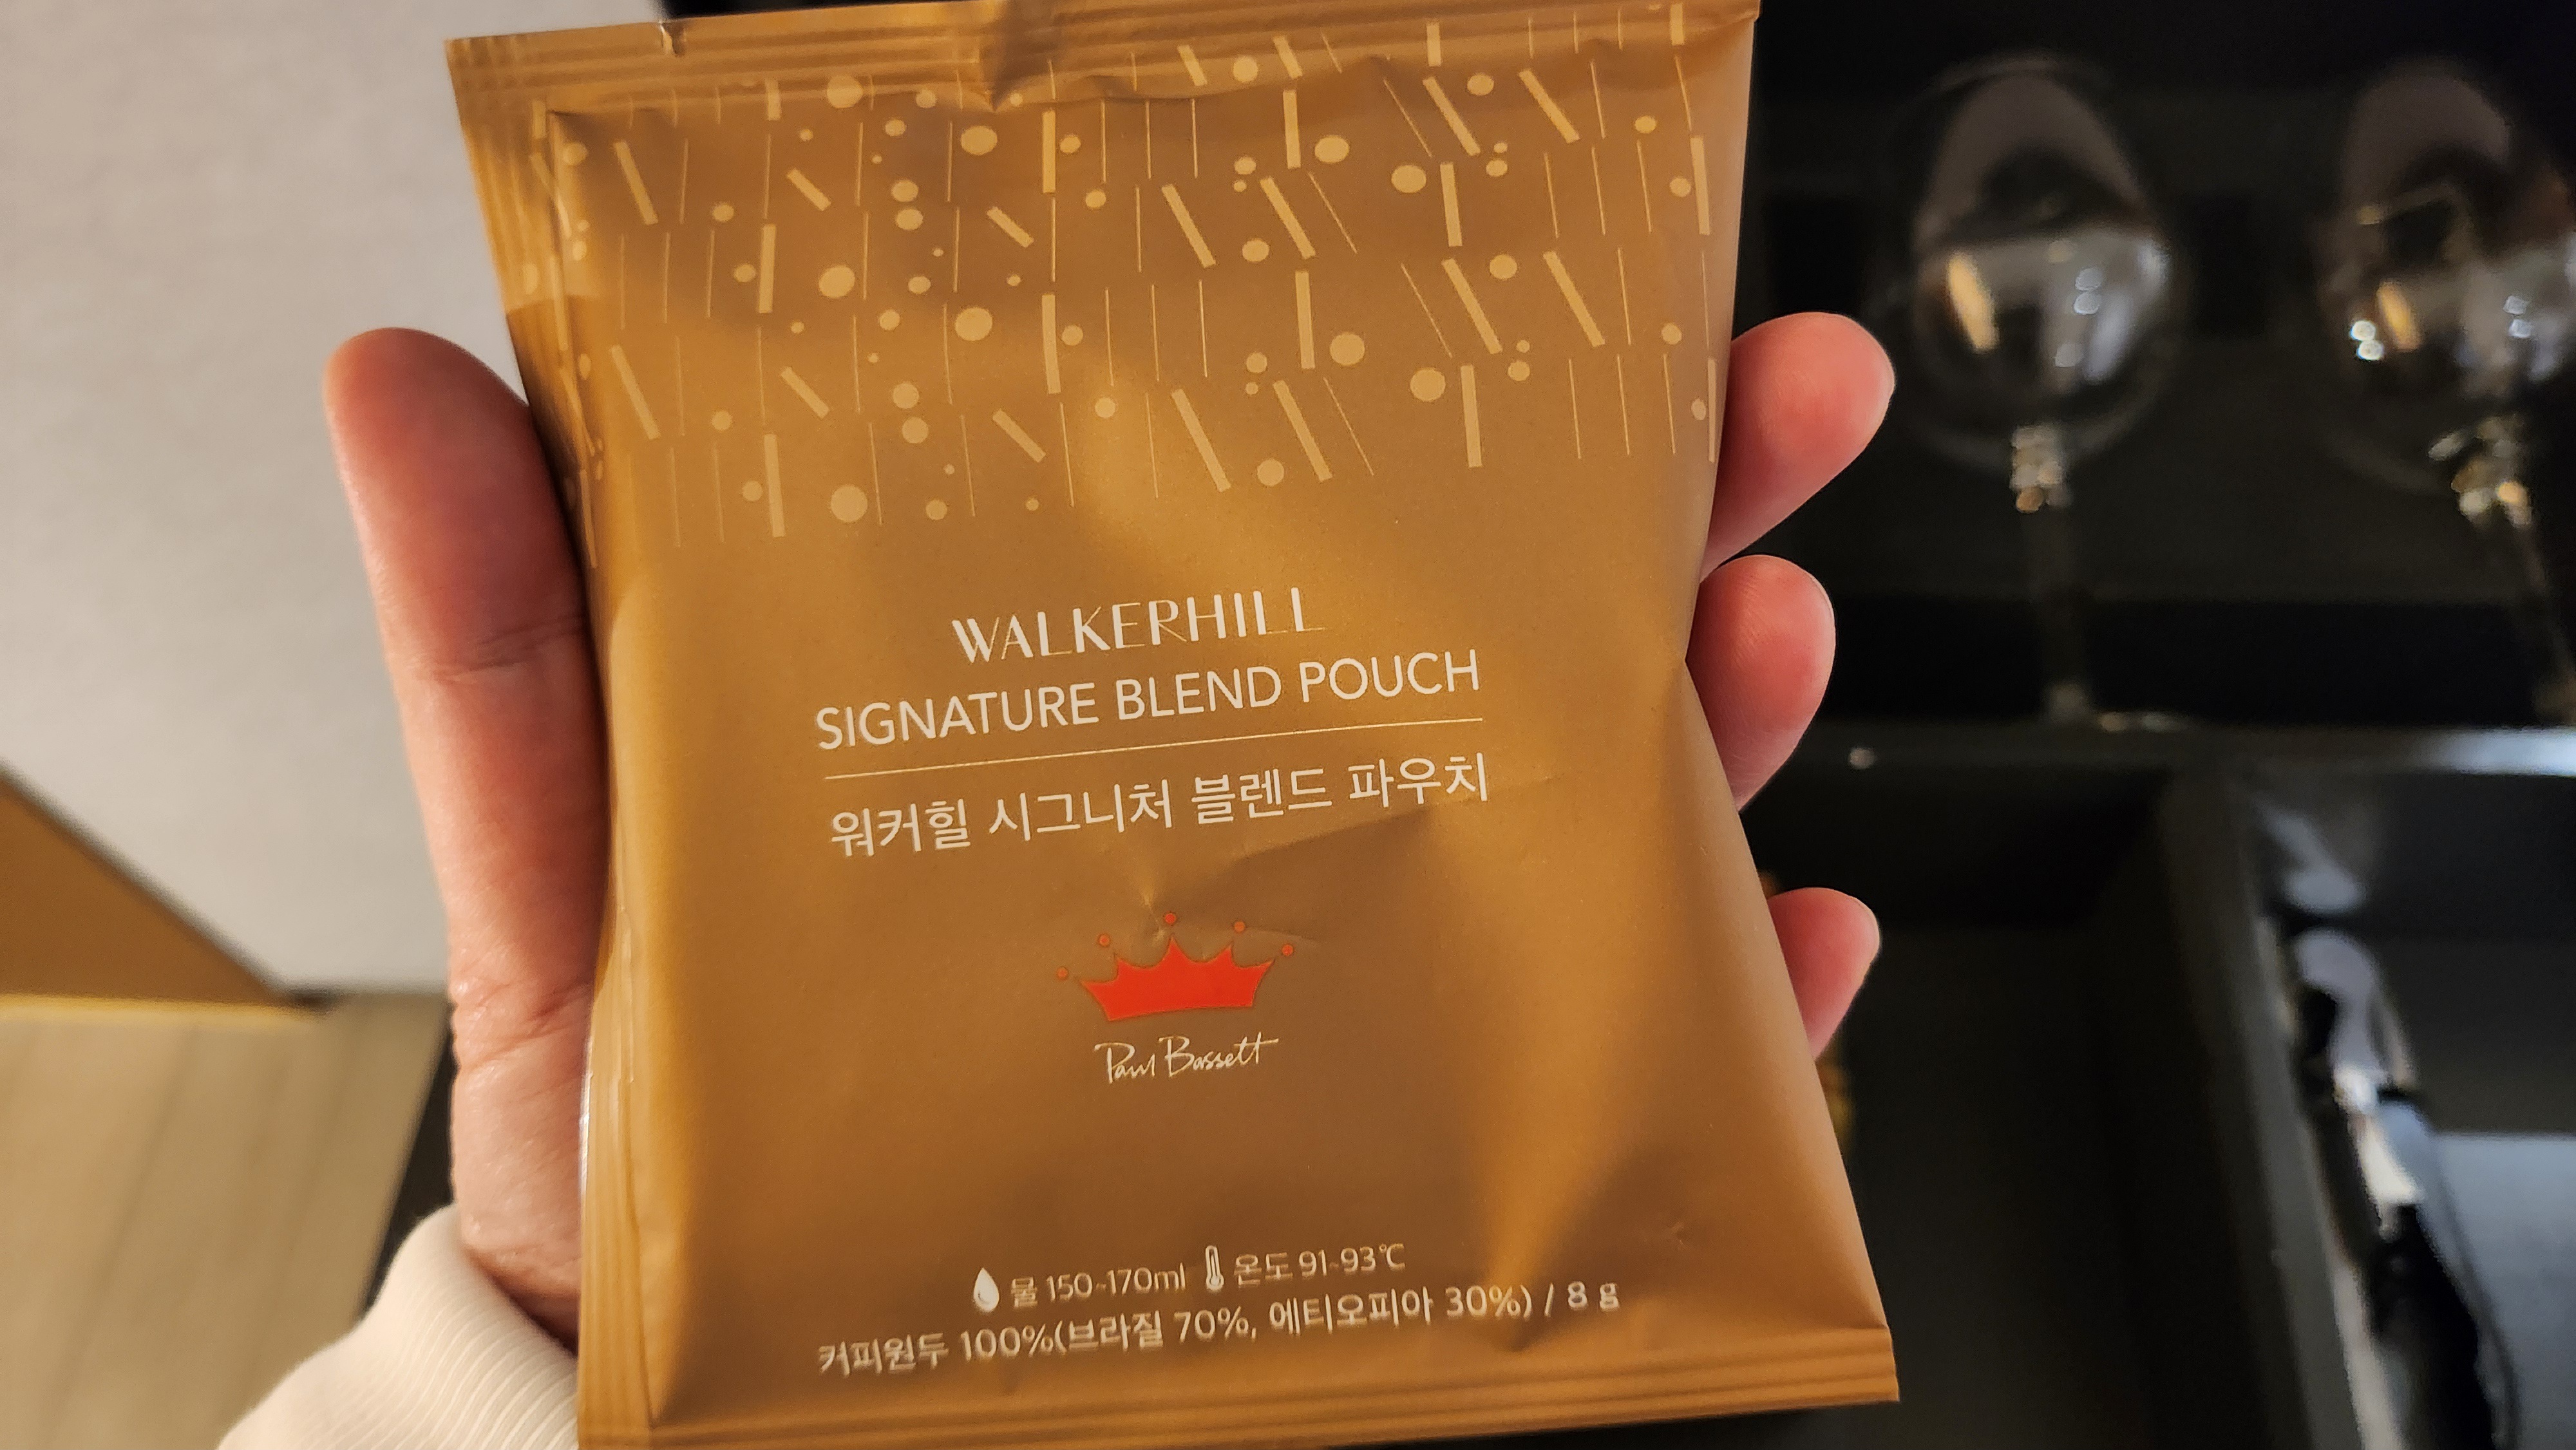 WALKERHILL
SIGNATURE BLEND POUCH
워커힐 시그니처 블렌드 파우치
Paul Bassett
물 150~170ml 온도 91~93℃
커피원두 100%(브라질 70%, 에티오피아 30%) / 8 g